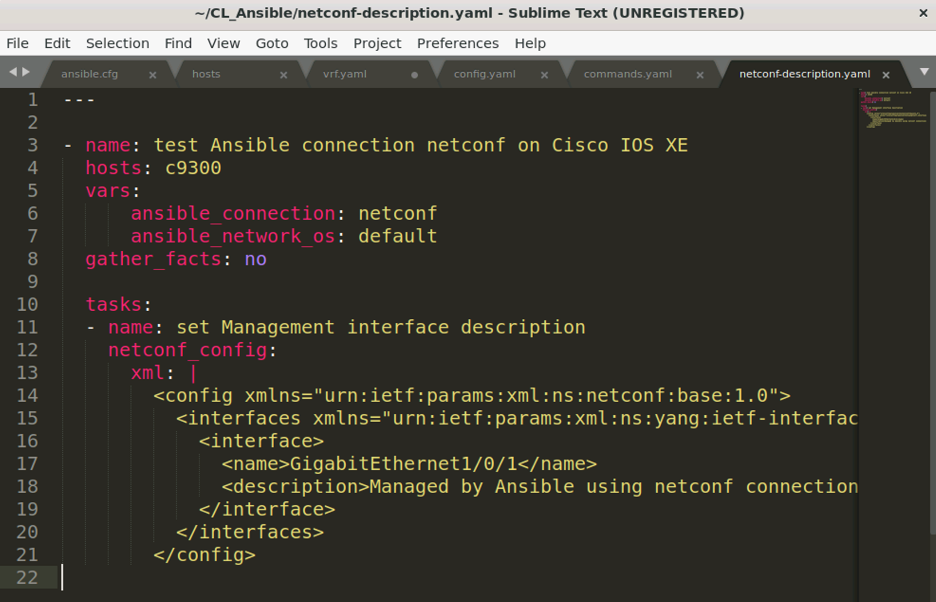 ~/CL_Ansible/netconf-description.yaml - Sublime Text (UNREGISTERED)
File Edit Selection Find View Goto Tools Project Preferences Help
ansible.cfg hosts vrf.yaml config.yaml commands.yaml netconf-description.yaml
1 ---
2
3 - name: test Ansible connection netconf on Cisco IOS XE
4   hosts: c9300
5   vars:
6       ansible_connection: netconf
7       ansible_network_os: default
8   gather_facts: no
9
10   tasks:
11   - name: set Management interface description
12     netconf_config:
13       xml: |
14         <config xmlns="urn:ietf:params:xml:ns:netconf:base:1.0">
15           <interfaces xmlns="urn:ietf:params:xml:ns:yang:ietf-interfac
16             <interface>
17               <name>GigabitEthernet1/0/1</name>
18               <description>Managed by Ansible using netconf connection
19             </interface>
20           </interfaces>
21         </config>
22